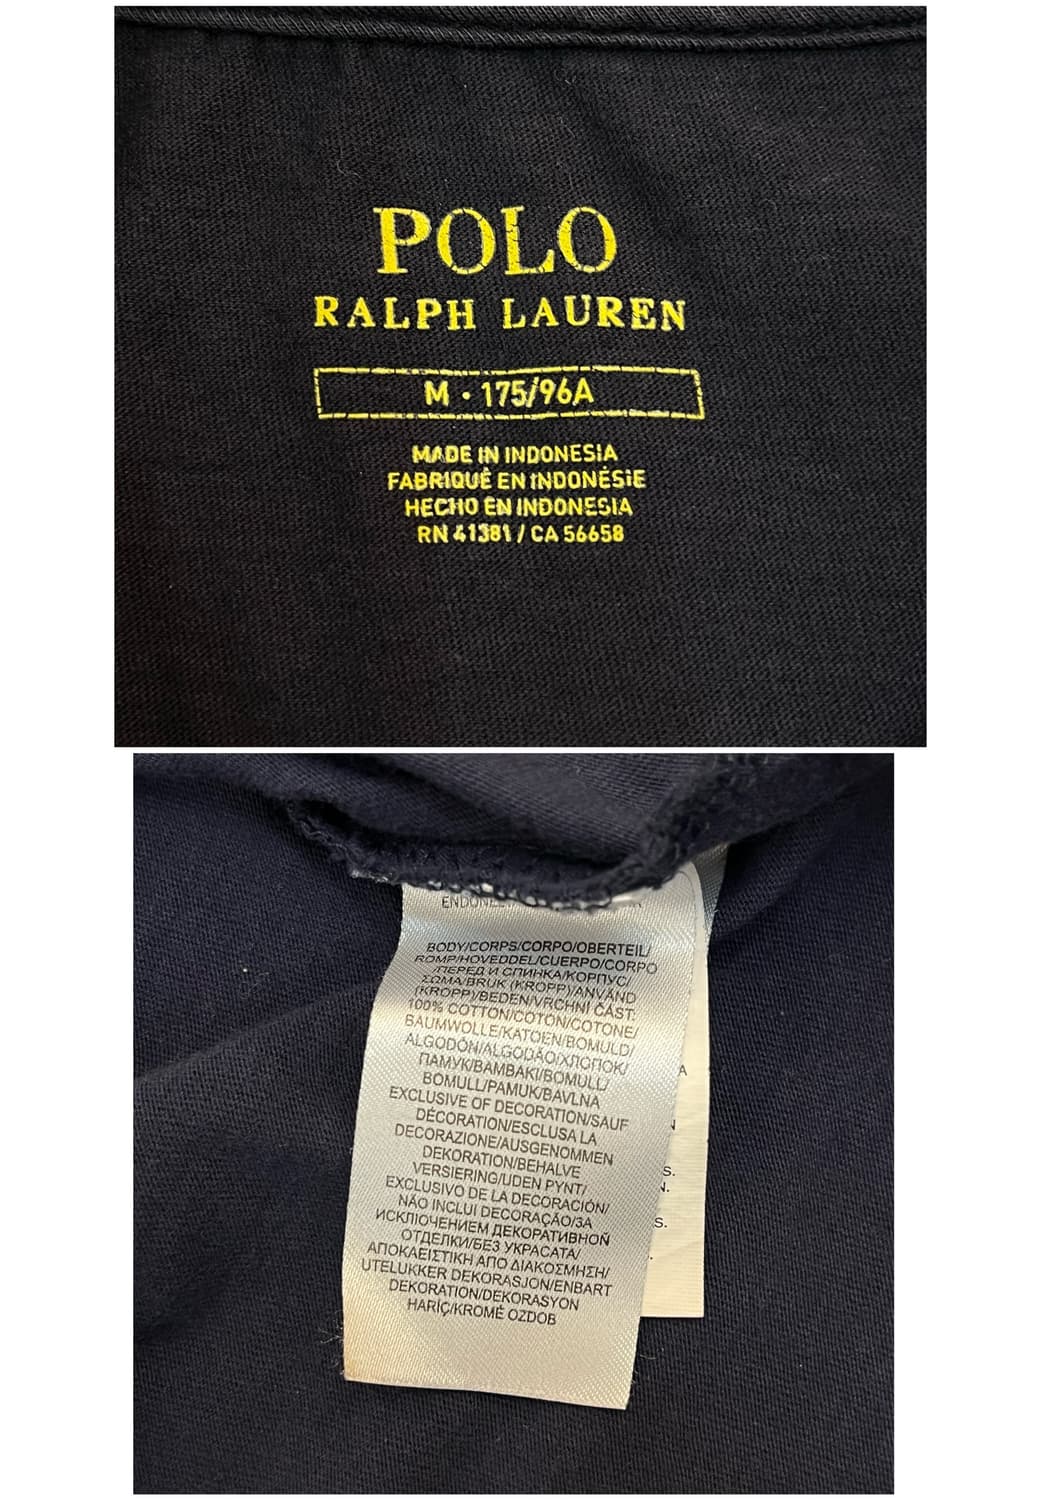 POLO
RALPH LAUREN
M • 175/96A
MADE IN INDONESIA
FABRIQUÉ EN INDONÉSIE
HECHO EN INDONESIA
RN 41381 / CA 56658
BODY/CORPS/CORPO/OBERTEIL/
ROMP/HOVEDDEL/CUERPO/CORPO
/ПЕРЕД И СПИНКА/КОРПУС/
ΣΩΜΑ/BRUK (KROPP)/ANVÄND
(KROPP)/BEDEN/VRCHNÍ ČÁST:
100% COTTON/COTON/COTONE/
BAUMWOLLE/KATOEN/BOMULD/
ALGODÓN/ALGODÃO/ХЛОПОК/
ПАМУК/BAMBAKI/BOMULL/
BOMULL/PAMUK/BAVLNA
EXCLUSIVE OF DECORATION/SAUF
DÉCORATION/ESCLUSA LA
DECORAZIONE/AUSGENOMMEN
DEKORATION/BEHALVE
VERSIERING/UDEN PYNT/
EXCLUSIVO DE LA DECORACIÓN/
NÃO INCLUI DECORAÇÃO/ЗА
ИСКЛЮЧЕНИЕМ ДЕКОРАТИВНОЙ
ОТДЕЛКИ/БЕЗ УКРАСАТА/
ΑΠΟΚΛΕΙΣΤΙΚΗ ΑΠΟ ΔΙΑΚΟΣΜΗΣΗ/
UTELUKKER DEKORASJON/ENBART
DEKORATION/DEKORASYON
HARİÇ/KROMĚ OZDOB